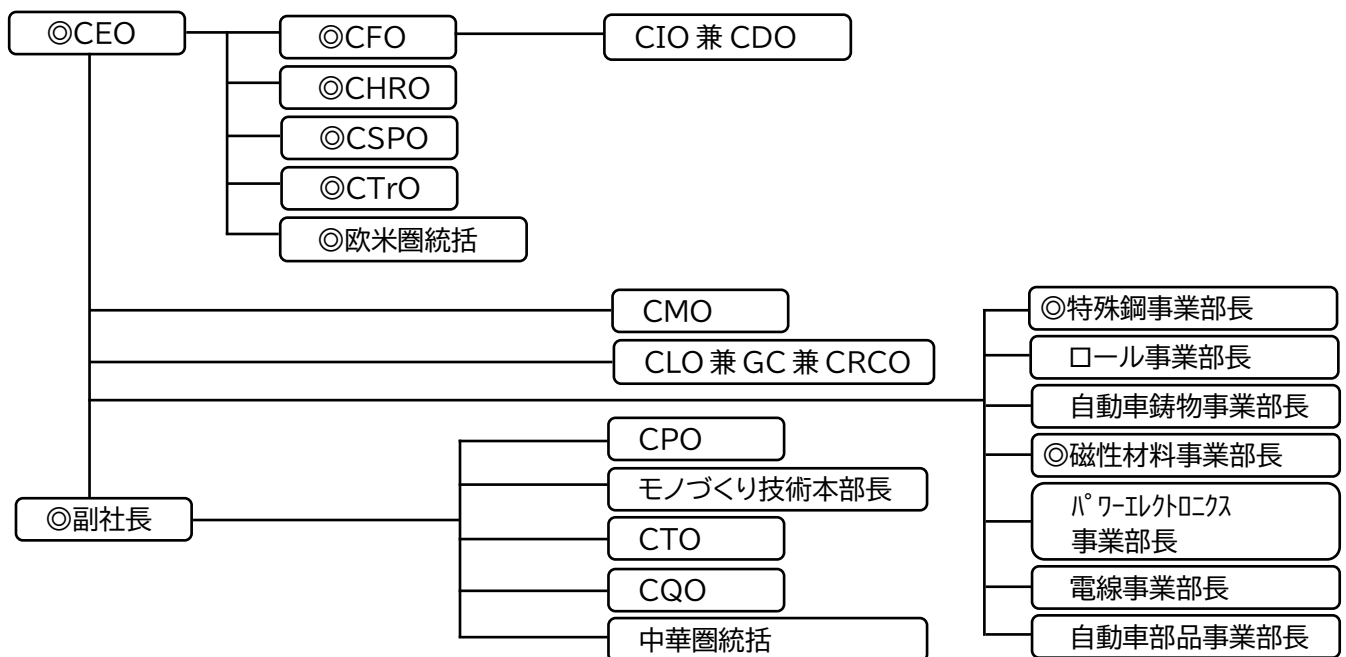 ◎CEO
◎CFO
CIO 兼 CDO
◎CHRO
◎CSPO
◎CTrO
◎欧米圏統括
CMO
CLO 兼 GC 兼 CRCO
◎特殊鋼事業部長
ロール事業部長
自動車鋳物事業部長
◎磁性材料事業部長
ﾊﾟﾜｰｴﾚｸﾄﾛﾆｸｽ
事業部長
電線事業部長
自動車部品事業部長
◎副社長
CPO
モノづくり技術本部長
CTO
CQO
中華圏統括